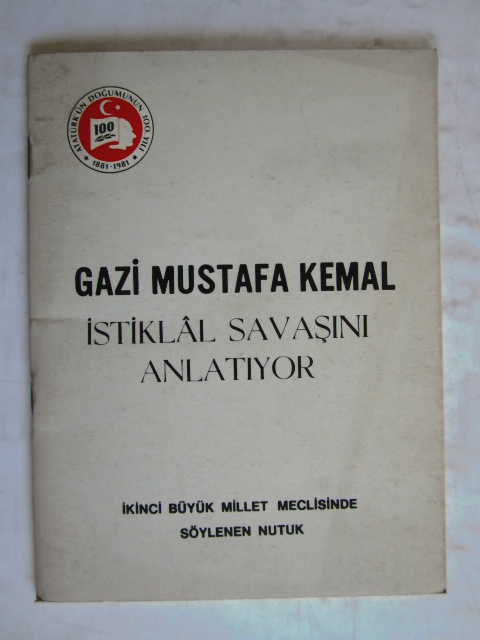 ATATÜRK'ÜN DOĞUMUNUN 100. YILI
100
★ 1881-1981 ★
GAZİ MUSTAFA KEMAL
İSTİKLÂL SAVAŞINI
ANLATIYOR
İKİNCİ BÜYÜK MİLLET MECLİSİNDE
SÖYLENEN NUTUK